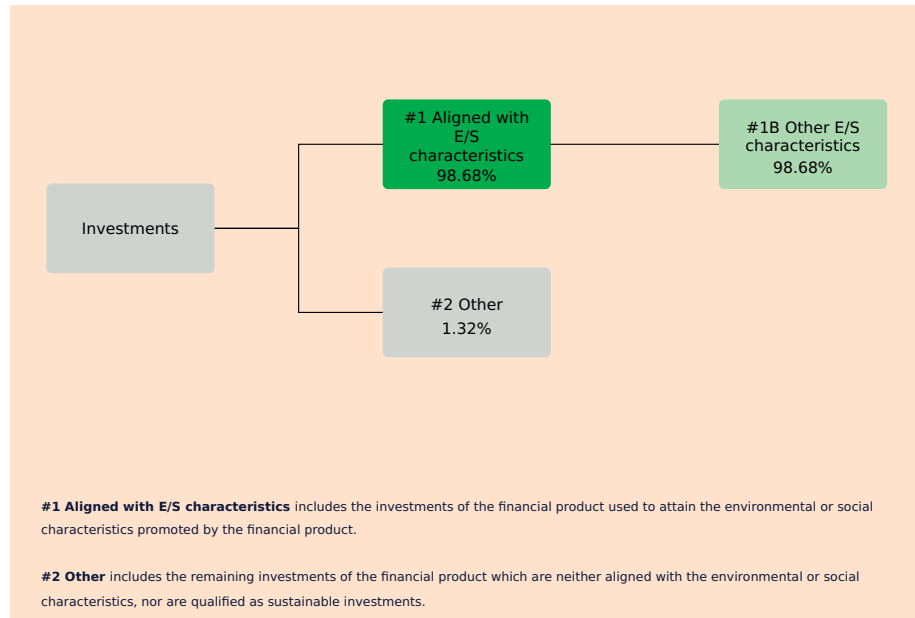 #1 Aligned with
E/S
characteristics
98.68%
#1B Other E/S
characteristics
98.68%
Investments
#2 Other
1.32%
#1 Aligned with E/S characteristics includes the investments of the financial product used to attain the environmental or social
characteristics promoted by the financial product.
#2 Other includes the remaining investments of the financial product which are neither aligned with the environmental or social
characteristics, nor are qualified as sustainable investments.